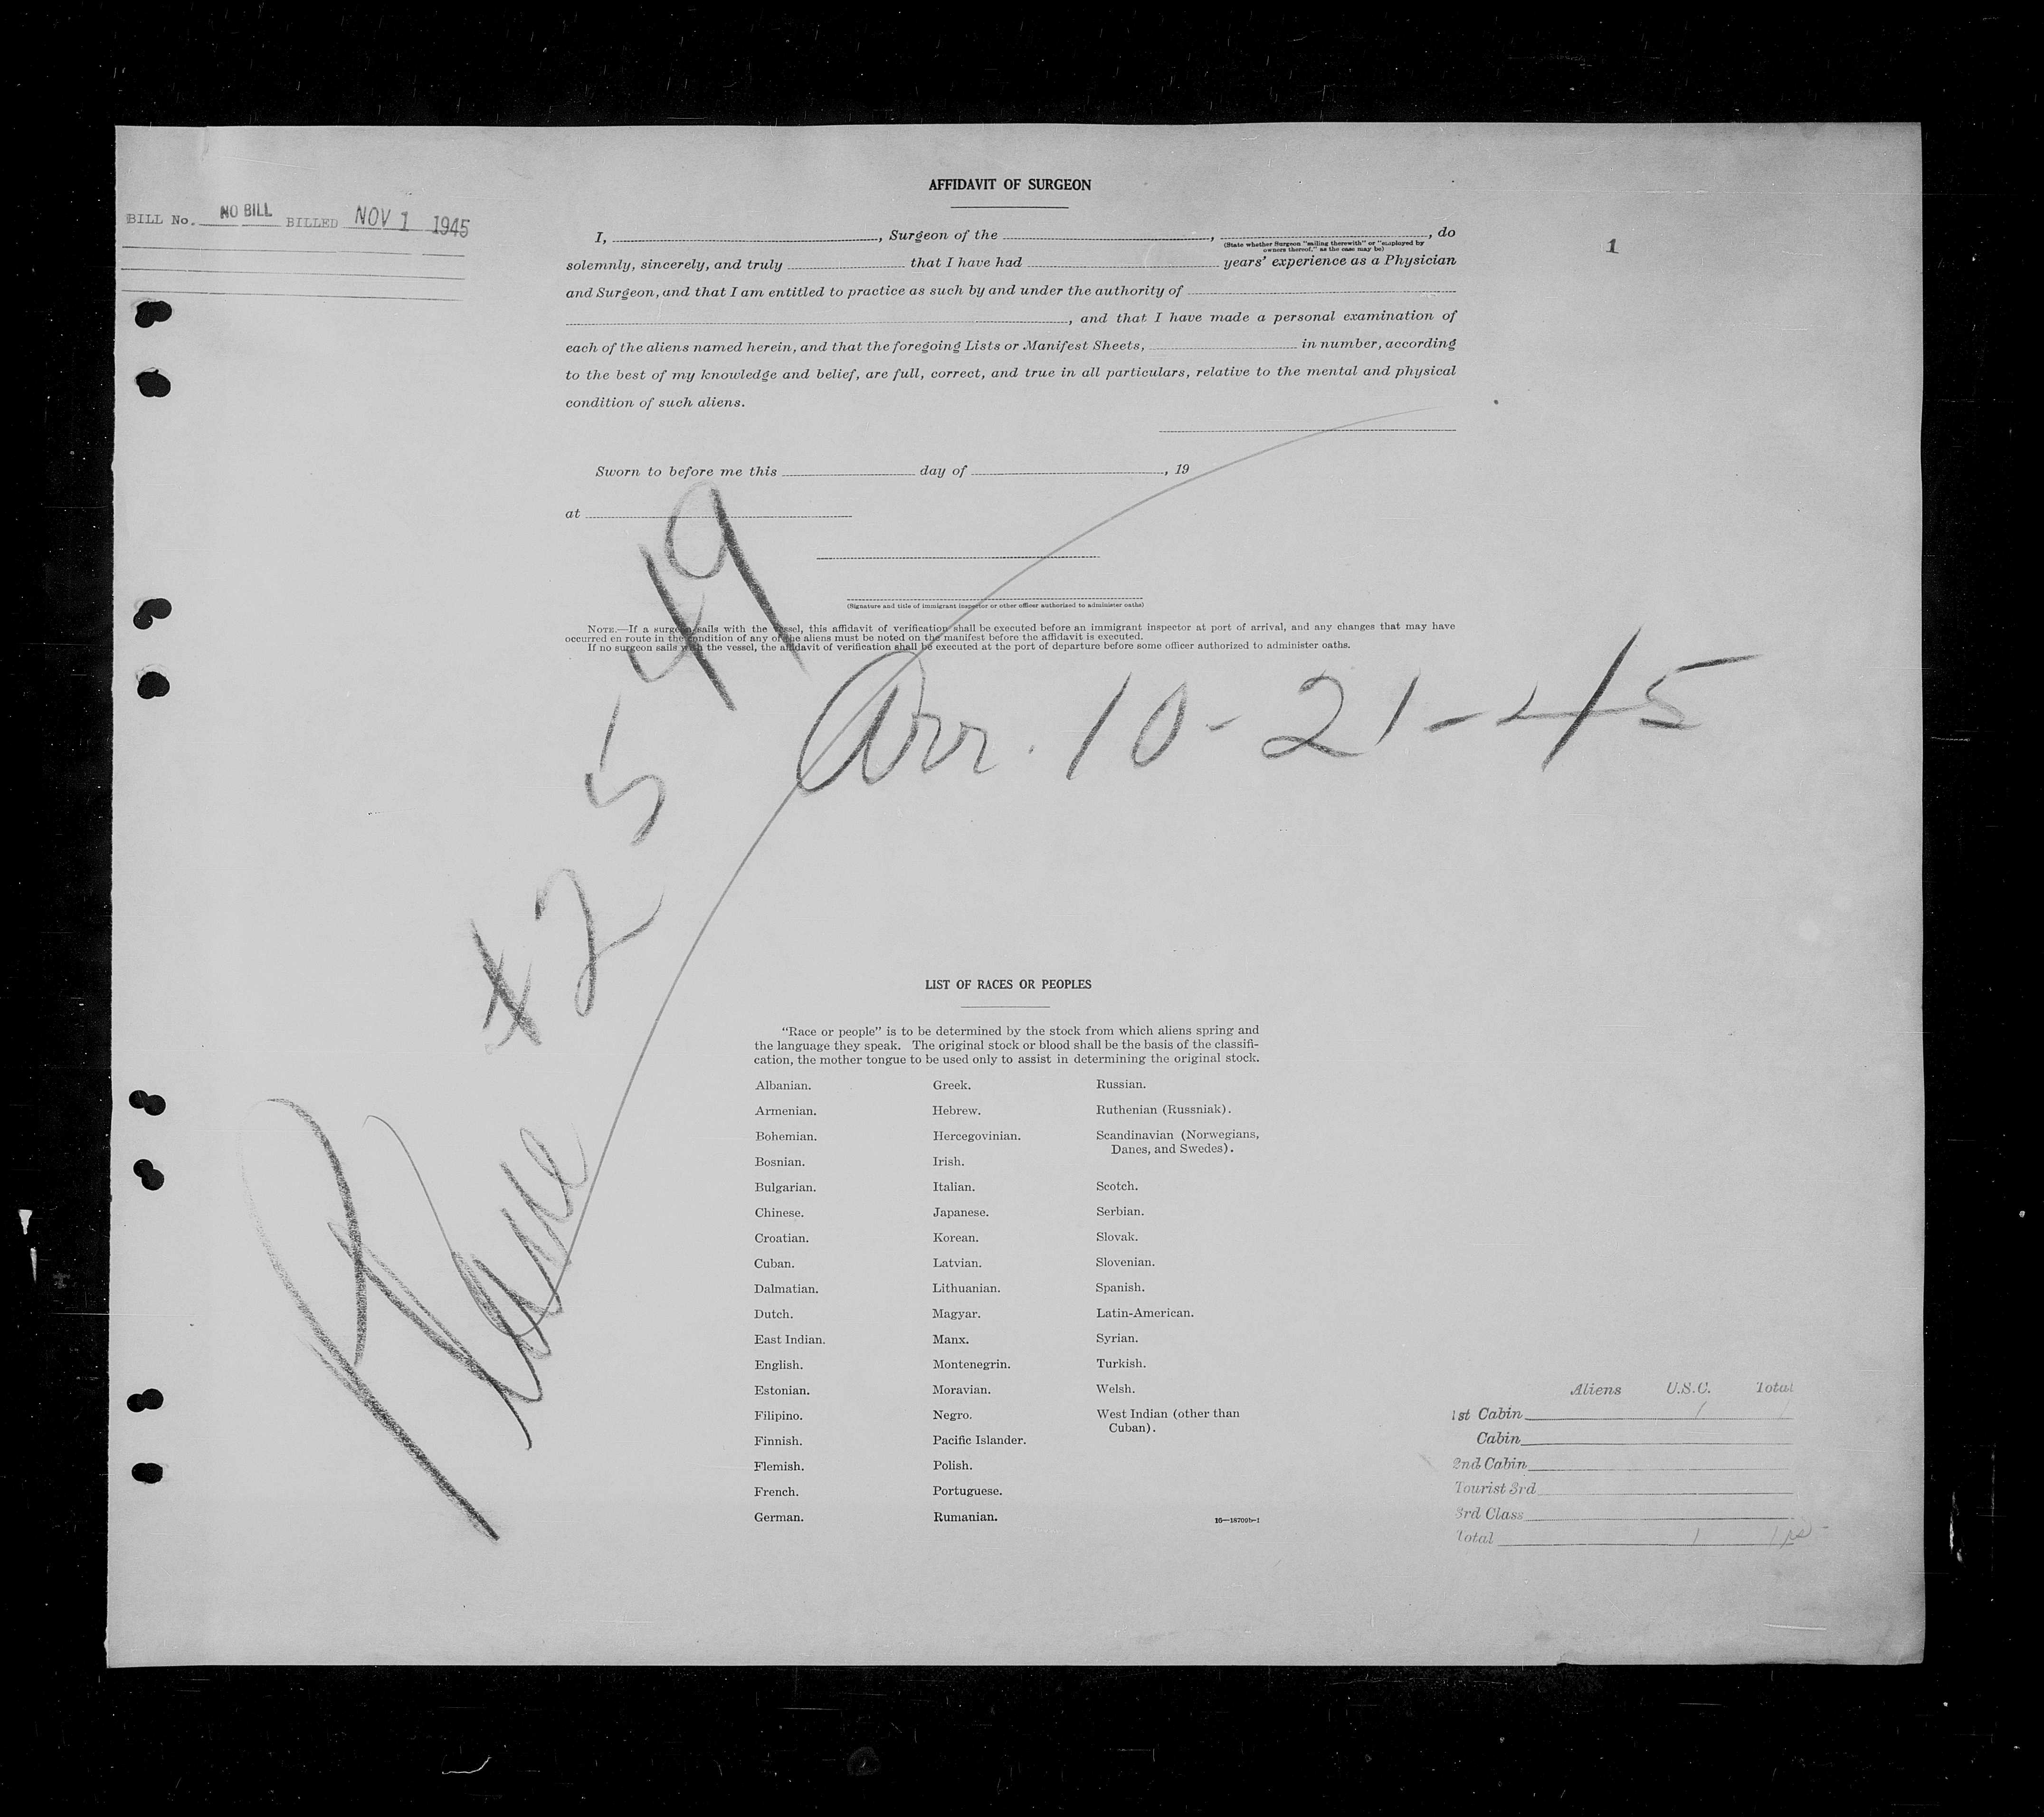 BILL No. NO BILL BILLED NOV 1 1945
AFFIDAVIT OF SURGEON
1
I, , Surgeon of the , , do
(State whether Surgeon "sailing therewith" or "employed by
owners thereof," as the case may be)
solemnly, sincerely, and truly that I have had years' experience as a Physician
and Surgeon, and that I am entitled to practice as such by and under the authority of
, and that I have made a personal examination of
each of the aliens named herein, and that the foregoing Lists or Manifest Sheets, in number, according
to the best of my knowledge and belief, are full, correct, and true in all particulars, relative to the mental and physical
condition of such aliens.
Sworn to before me this day of , 19
at
(Signature and title of immigrant inspector or other officer authorized to administer oaths)
NOTE.—If a surgeon sails with the vessel, this affidavit of verification shall be executed before an immigrant inspector at port of arrival, and any changes that may have
occurred en route in the condition of any of the aliens must be noted on the manifest before the affidavit is executed.
If no surgeon sails with the vessel, the affidavit of verification shall be executed at the port of departure before some officer authorized to administer oaths.
Plane #2549
Arr. 10-21-45
LIST OF RACES OR PEOPLES
"Race or people" is to be determined by the stock from which aliens spring and
the language they speak. The original stock or blood shall be the basis of the classifi-
cation, the mother tongue to be used only to assist in determining the original stock.
Albanian. Greek. Russian.
Armenian. Hebrew. Ruthenian (Russniak).
Bohemian. Hercegovinian. Scandinavian (Norwegians,
Danes, and Swedes).
Bosnian. Irish.
Bulgarian. Italian. Scotch.
Chinese. Japanese. Serbian.
Croatian. Korean. Slovak.
Cuban. Latvian. Slovenian.
Dalmatian. Lithuanian. Spanish.
Dutch. Magyar. Latin-American.
East Indian. Manx. Syrian.
English. Montenegrin. Turkish.
Estonian. Moravian. Welsh.
Filipino. Negro. West Indian (other than
Cuban).
Finnish. Pacific Islander.
Flemish. Polish.
French. Portuguese.
German. Rumanian. 16—18709b-1
Aliens U.S.C. Total
1st Cabin 1 1
Cabin
2nd Cabin
Tourist 3rd
3rd Class
Total 1 1